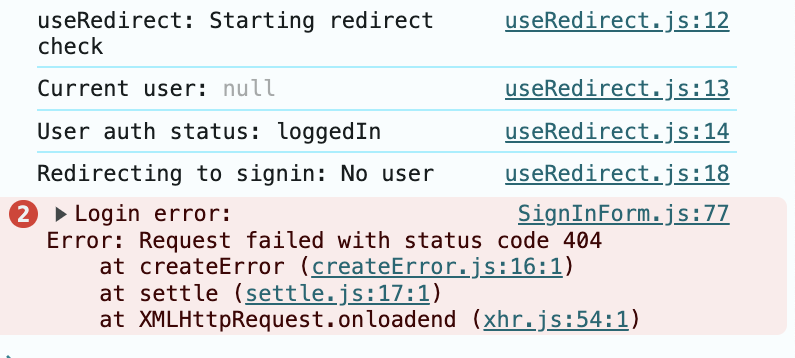 useRedirect: Starting redirect check useRedirect.js:12
Current user: null useRedirect.js:13
User auth status: loggedIn useRedirect.js:14
Redirecting to signin: No user useRedirect.js:18
2 ▶Login error: SignInForm.js:77
Error: Request failed with status code 404
at createError (createError.js:16:1)
at settle (settle.js:17:1)
at XMLHttpRequest.onloadend (xhr.js:54:1)